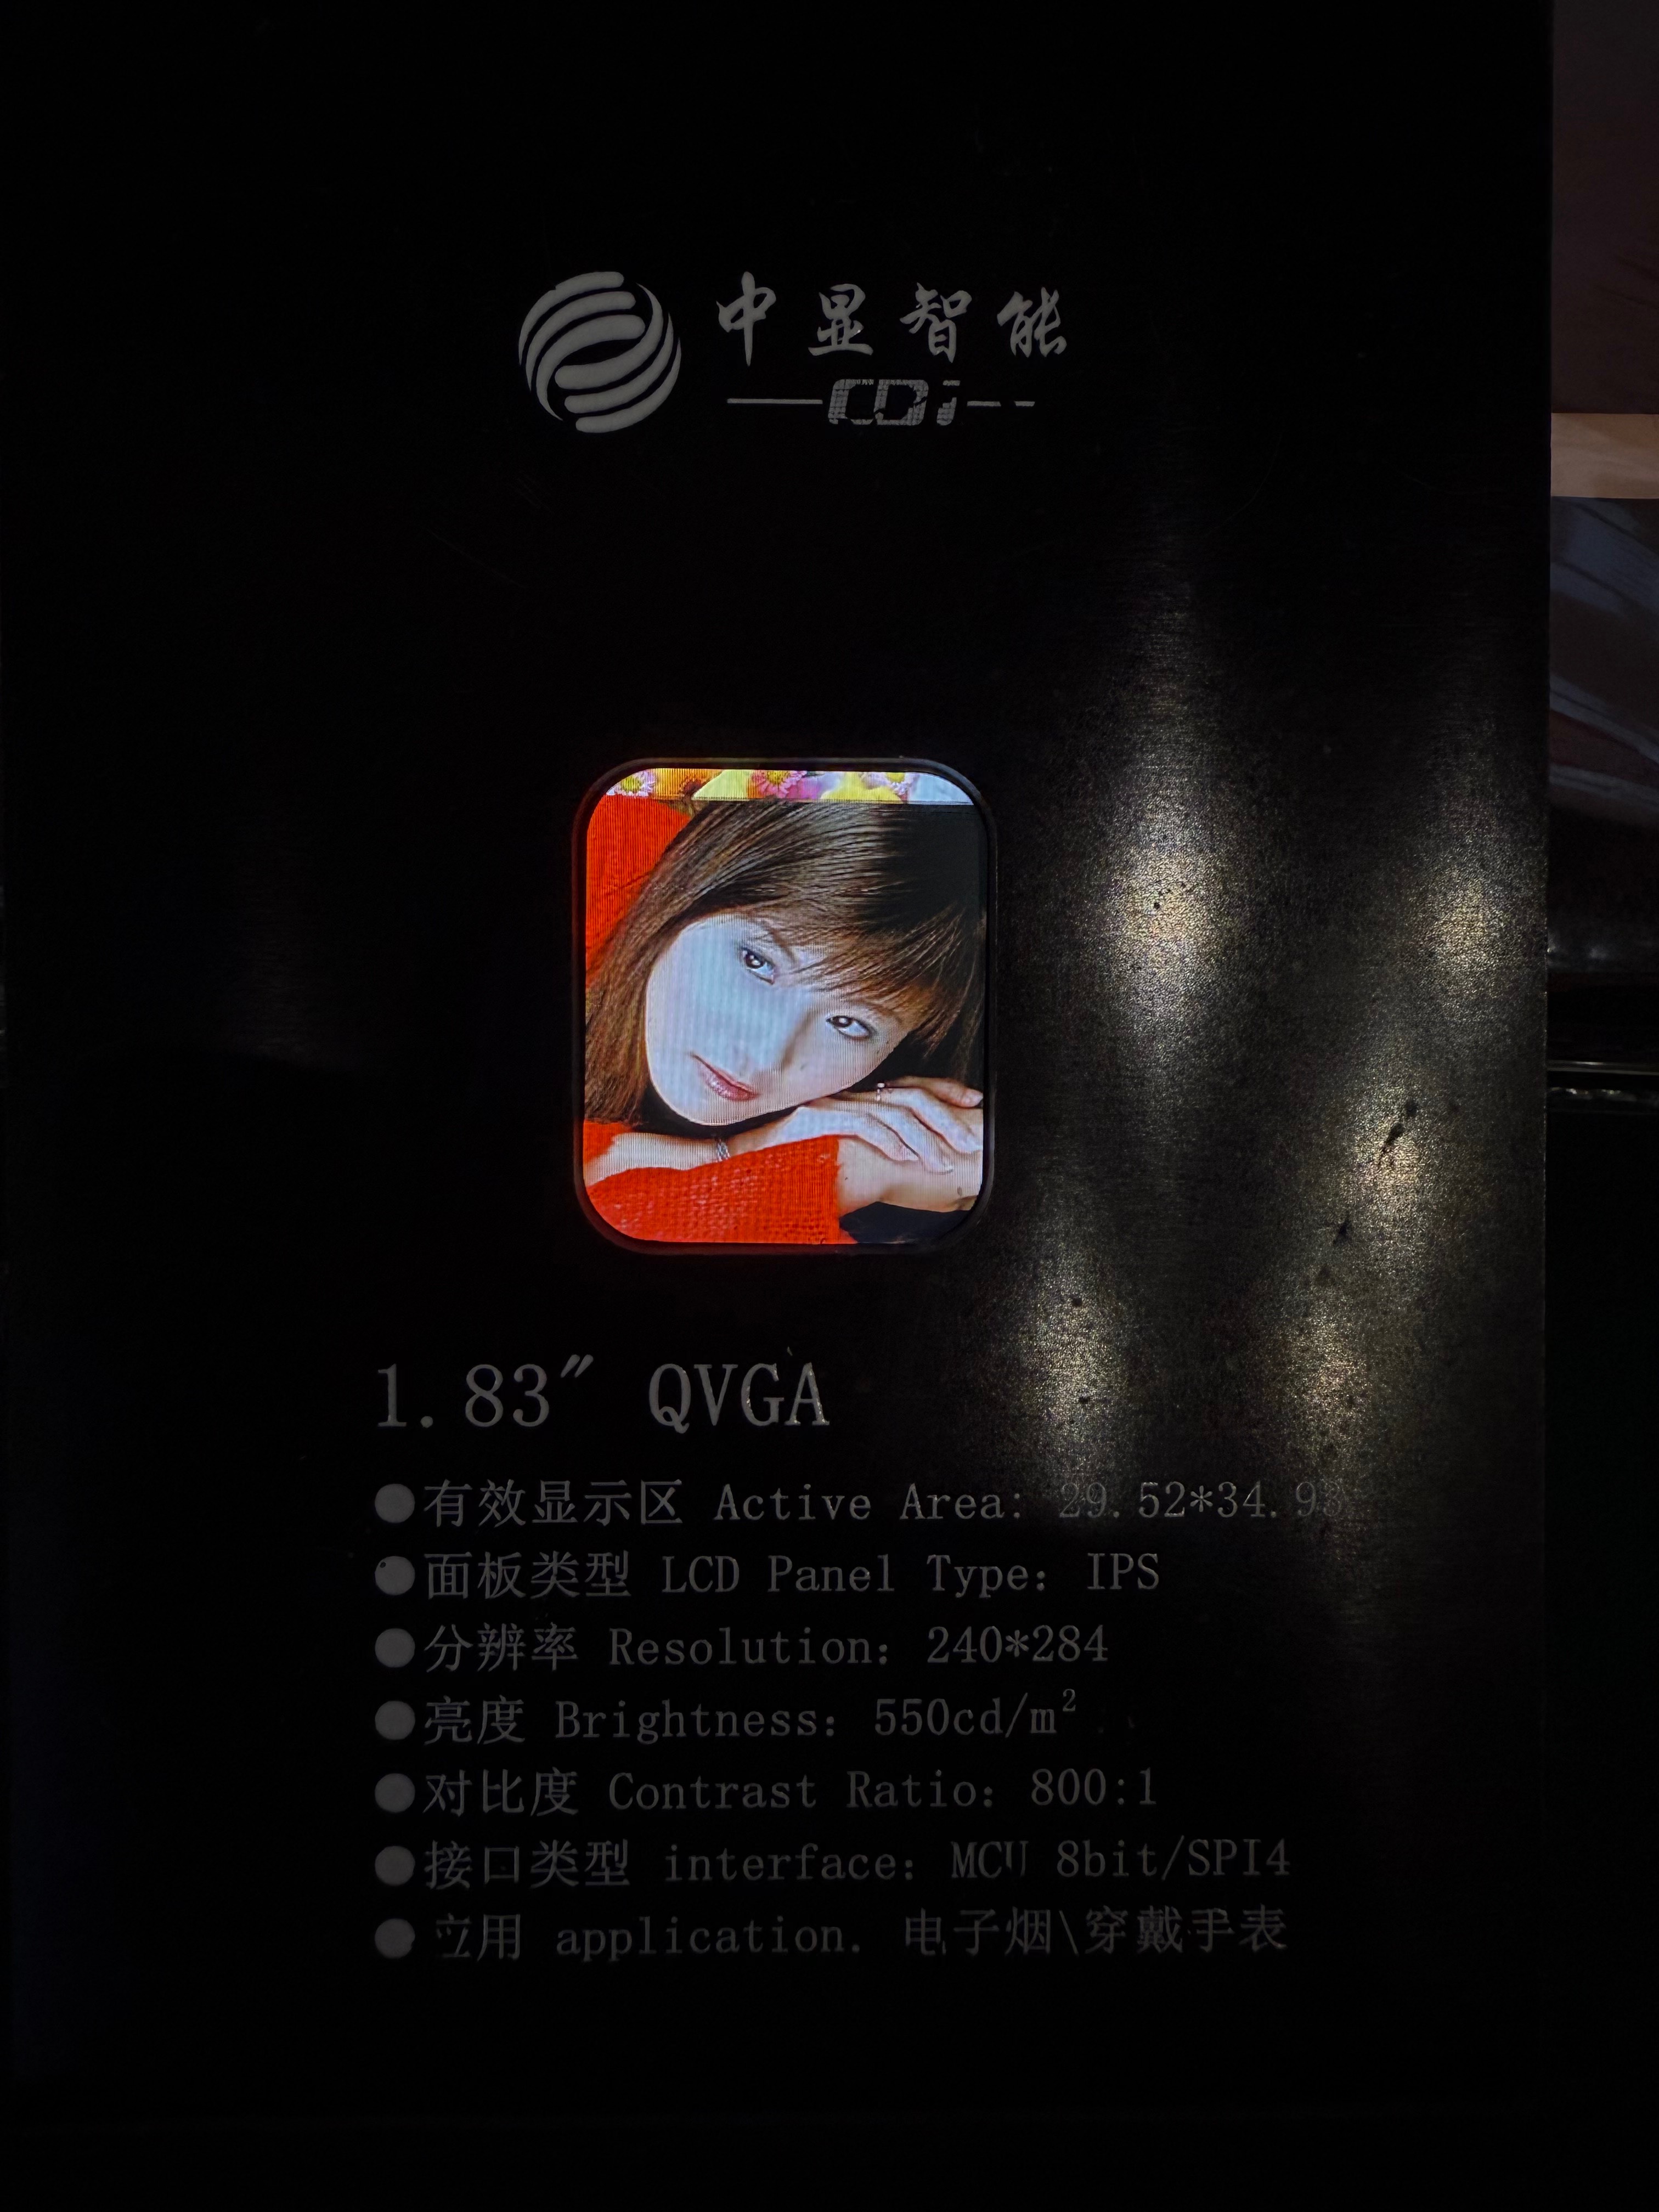 中显智能
CDi
1.83″ QVGA
●有效显示区 Active Area: 29.52*34.93
●面板类型 LCD Panel Type: IPS
●分辨率 Resolution: 240*284
●亮度 Brightness: 550cd/m²
●对比度 Contrast Ratio: 800:1
●接口类型 interface: MCU 8bit/SPI4
●应用 application. 电子烟\穿戴手表